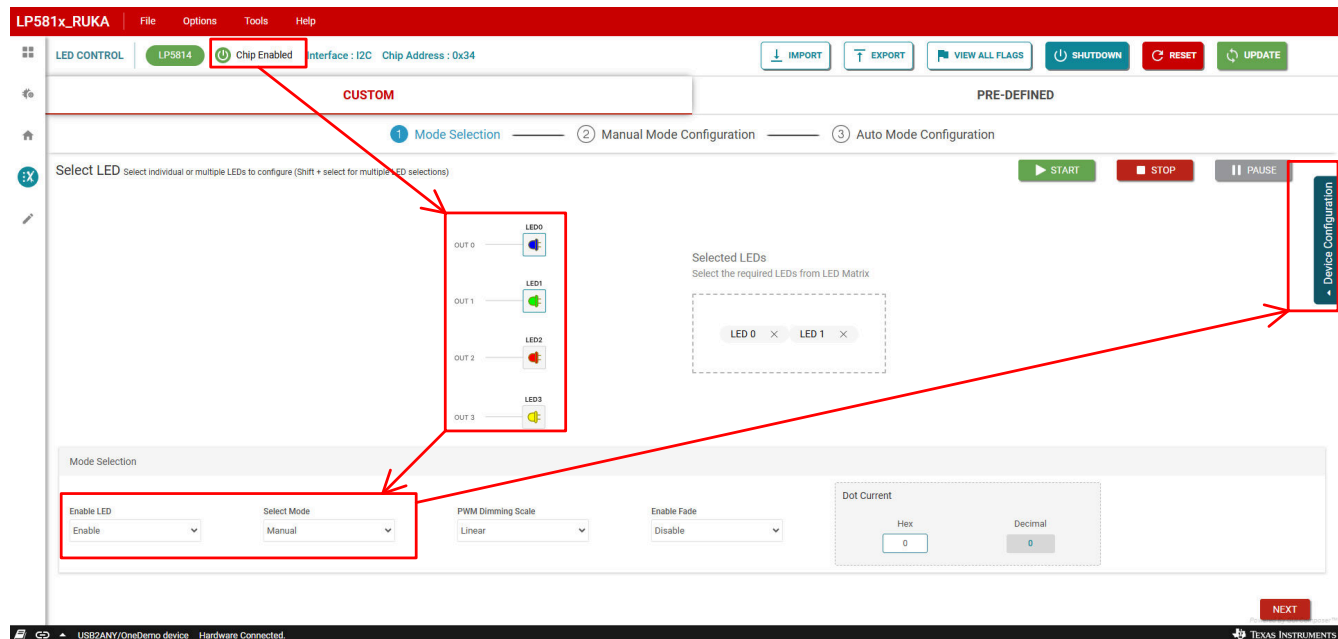 LP581x_RUKA File Options Tools Help
LED CONTROL LP5814 Chip Enabled Interface : I2C Chip Address : 0x34 IMPORT EXPORT VIEW ALL FLAGS SHUTDOWN RESET UPDATE
CUSTOM PRE-DEFINED
1 Mode Selection 2 Manual Mode Configuration 3 Auto Mode Configuration
Select LED Select individual or multiple LEDs to configure (Shift + select for multiple LED selections) START STOP PAUSE
Device Configuration
LED0
OUT 0
LED1
OUT 1
LED2
OUT 2
LED3
OUT 3
Selected LEDs
Select the required LEDs from LED Matrix
LED 0 × LED 1 ×
Mode Selection
Enable LED Select Mode PWM Dimming Scale Enable Fade
Enable Manual Linear Disable
Dot Current
Hex Decimal
0 0
NEXT
USB2ANY/OneDemo device Hardware Connected. TEXAS INSTRUMENTS